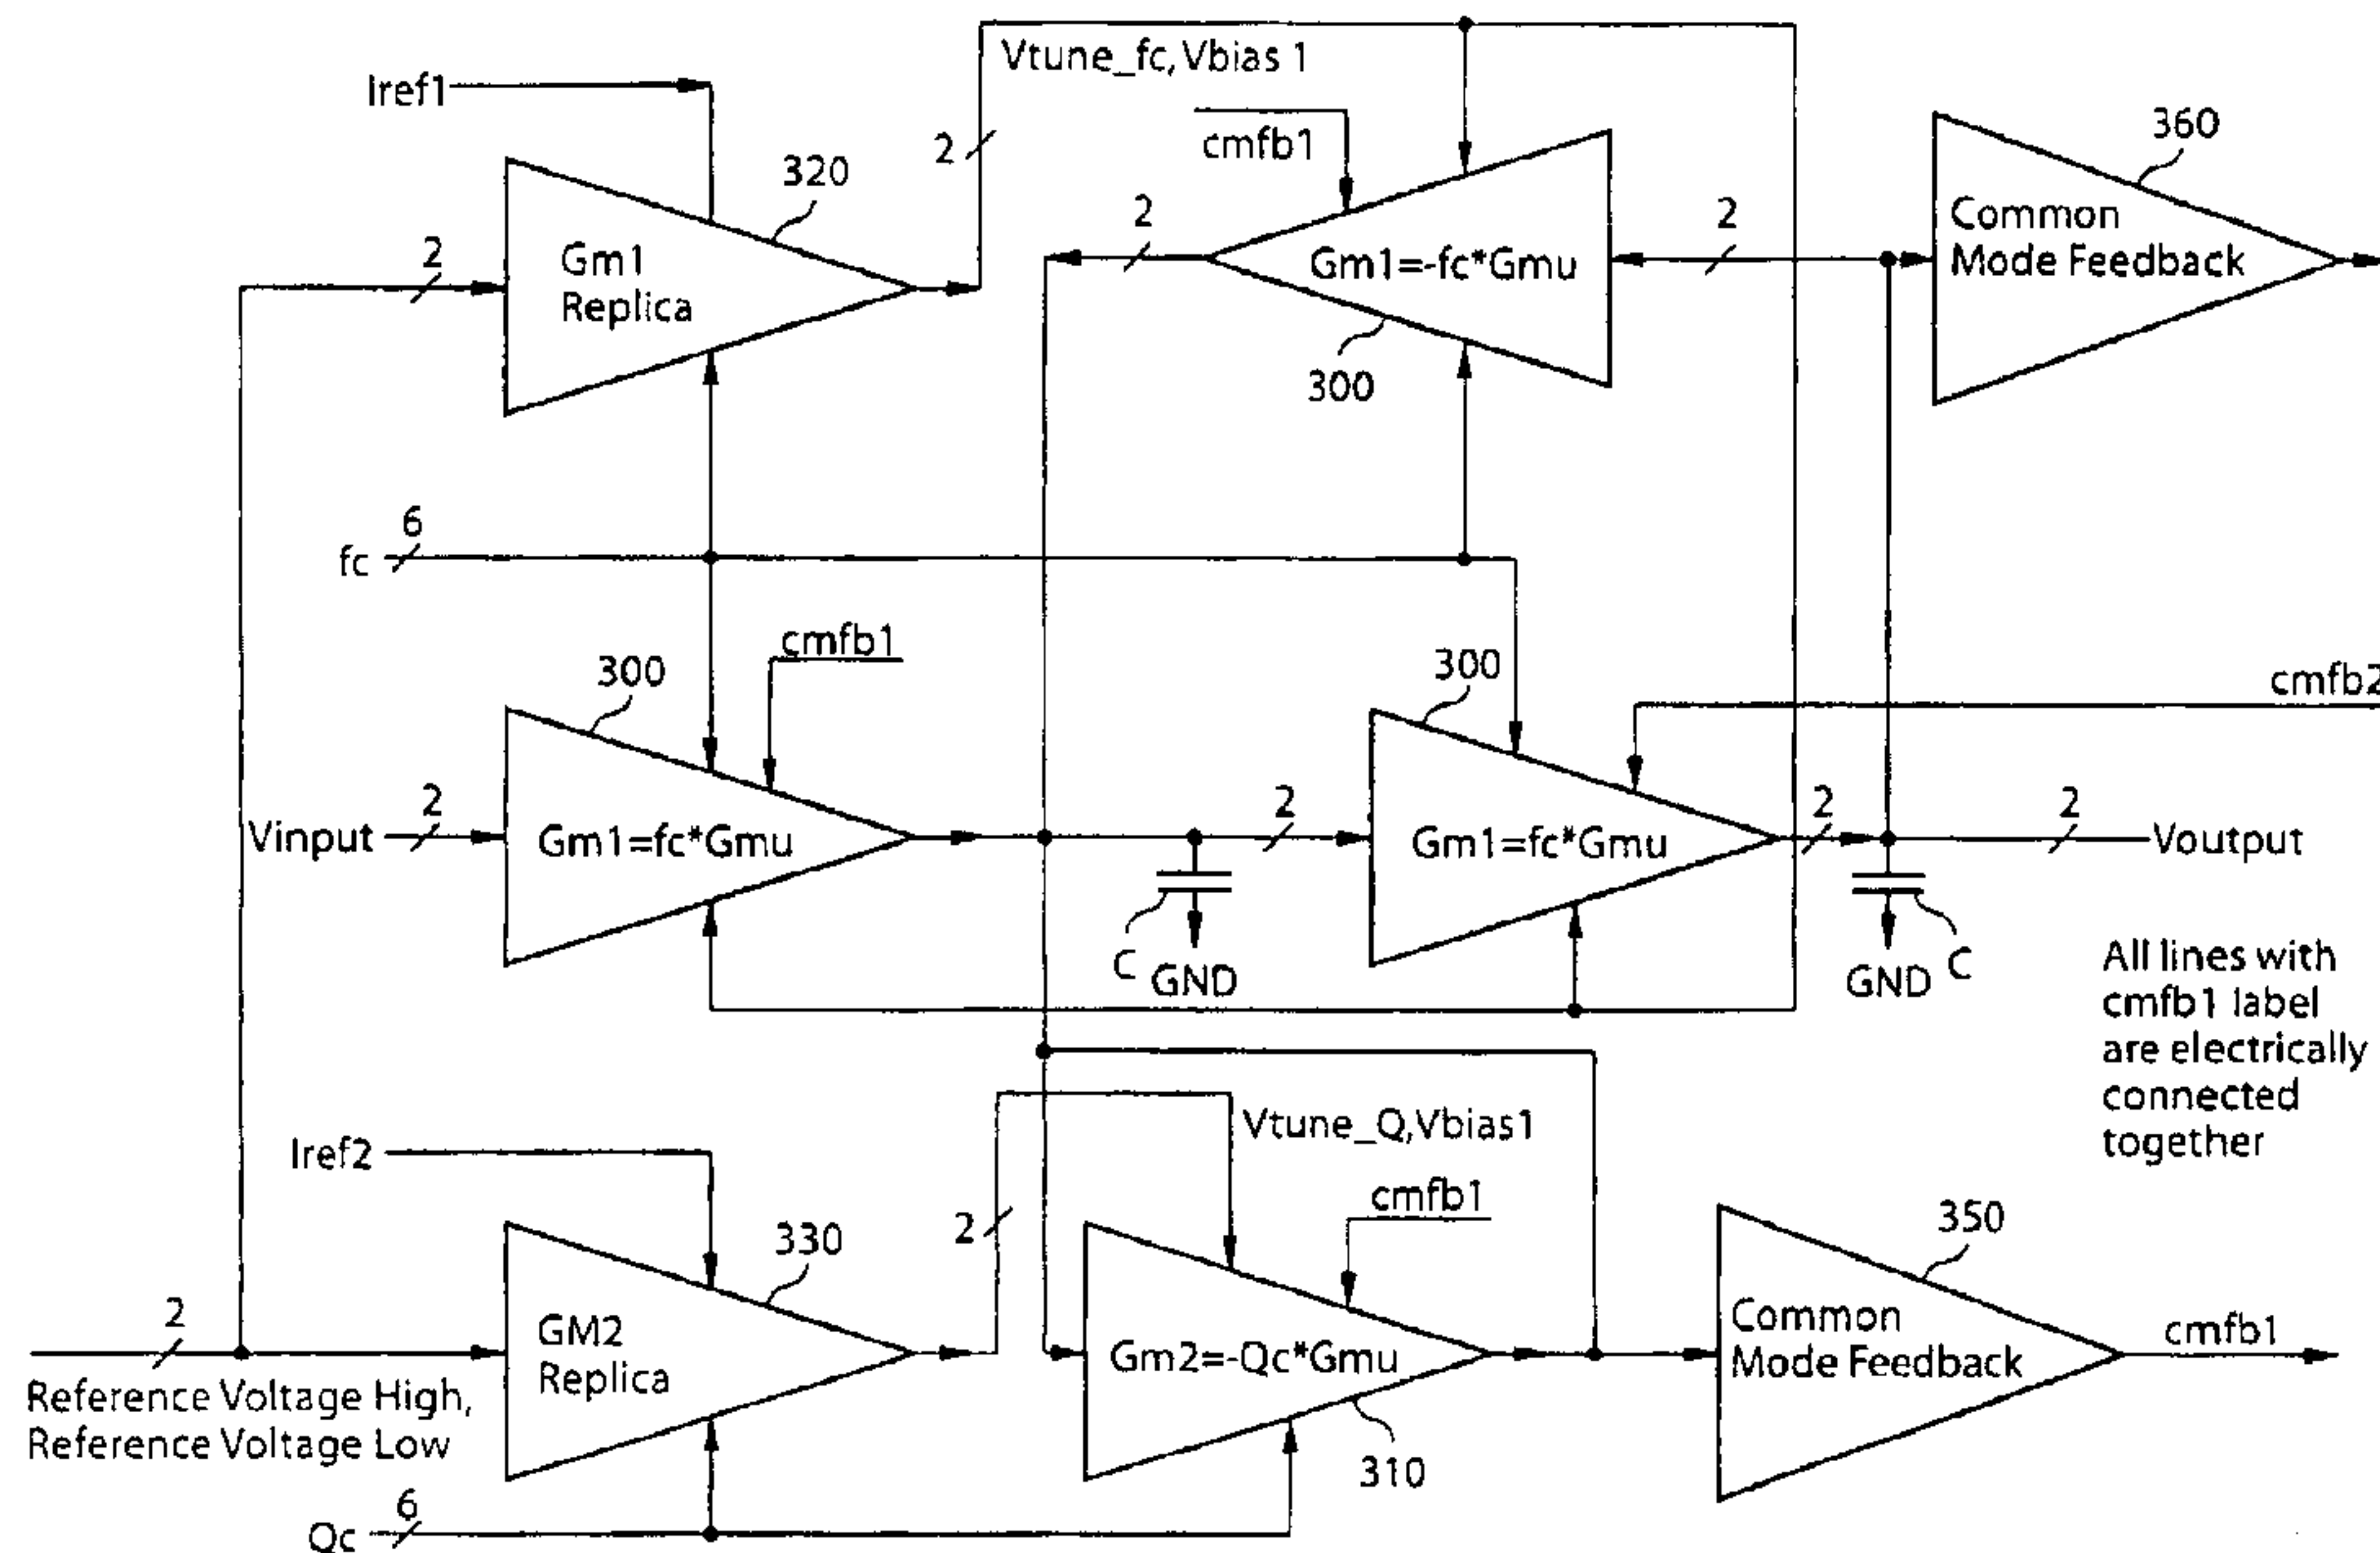 Vtune_fc,Vbias 1
Iref1
cmfb1
360
2
320
Common
Mode Feedback
2
2
2
Gm1
Replica
Gm1=-fc*Gmu
300
6
fc
cmfb1
300
300
cmfb2
2
Vinput
Gm1=fc*Gmu
2
Gm1=fc*Gmu
2
2
Voutput
C
GND
GND
C
All lines with
cmfb1 label
are electrically
connected
together
Vtune_Q,Vbias1
Iref2
cmfb1
2
330
350
2
GM2
Replica
Gm2=-Qc*Gmu
Common
Mode Feedback
cmfb1
Reference Voltage High,
Reference Voltage Low
310
6
Qc